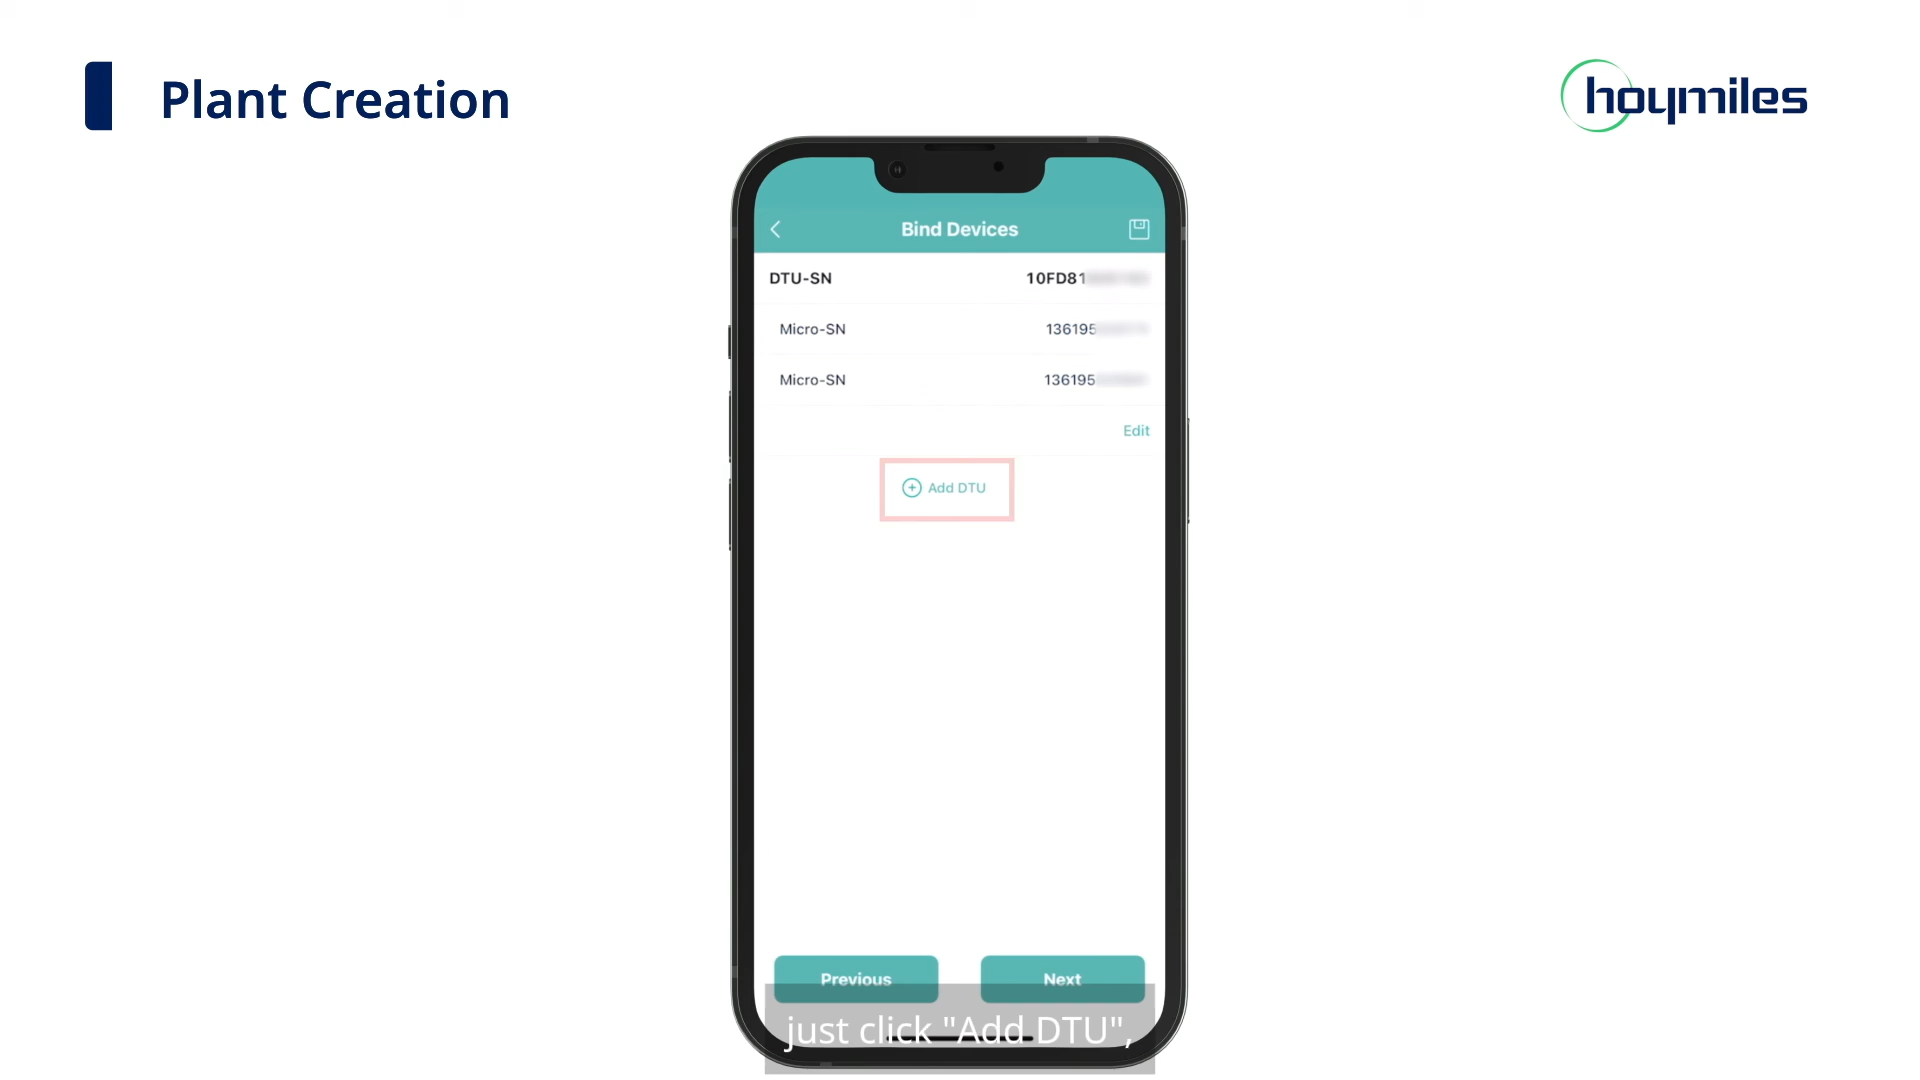 Plant Creation
hoymiles
Bind Devices
DTU-SN 10FD81
Micro-SN 136195
Micro-SN 136195
Edit
Add DTU
Previous Next
just click "Add DTU",